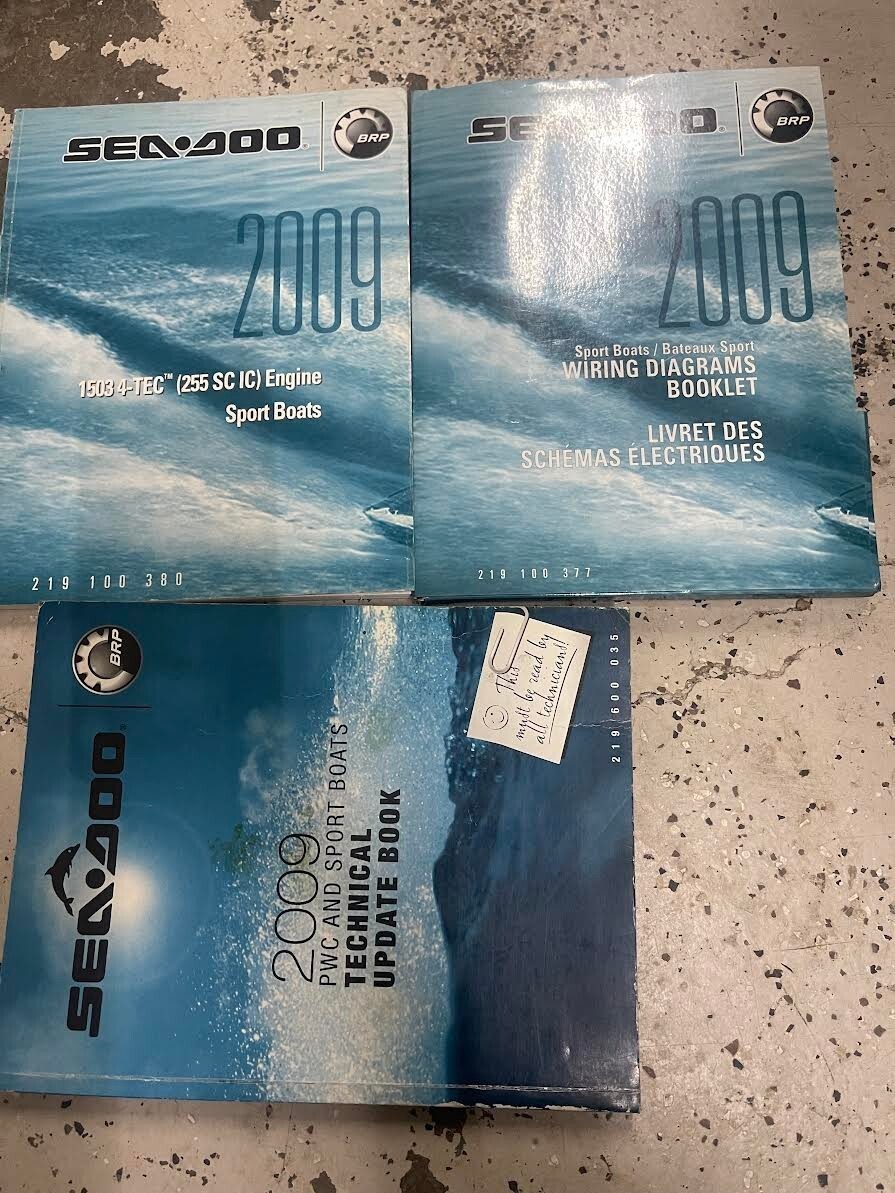 SEA•DOO®
BRP
2009
1503 4-TEC™ (255 SC IC) Engine
Sport Boats
219 100 380
SEA•DOO®
BRP
2009
Sport Boats / Bateaux Sport
WIRING DIAGRAMS
BOOKLET
LIVRET DES
SCHÉMAS ÉLECTRIQUES
219 100 377
BRP
SEA•DOO®
2009
PWC AND SPORT BOATS
TECHNICAL
UPDATE BOOK
This
must be read by
all technicians!
219 600 035